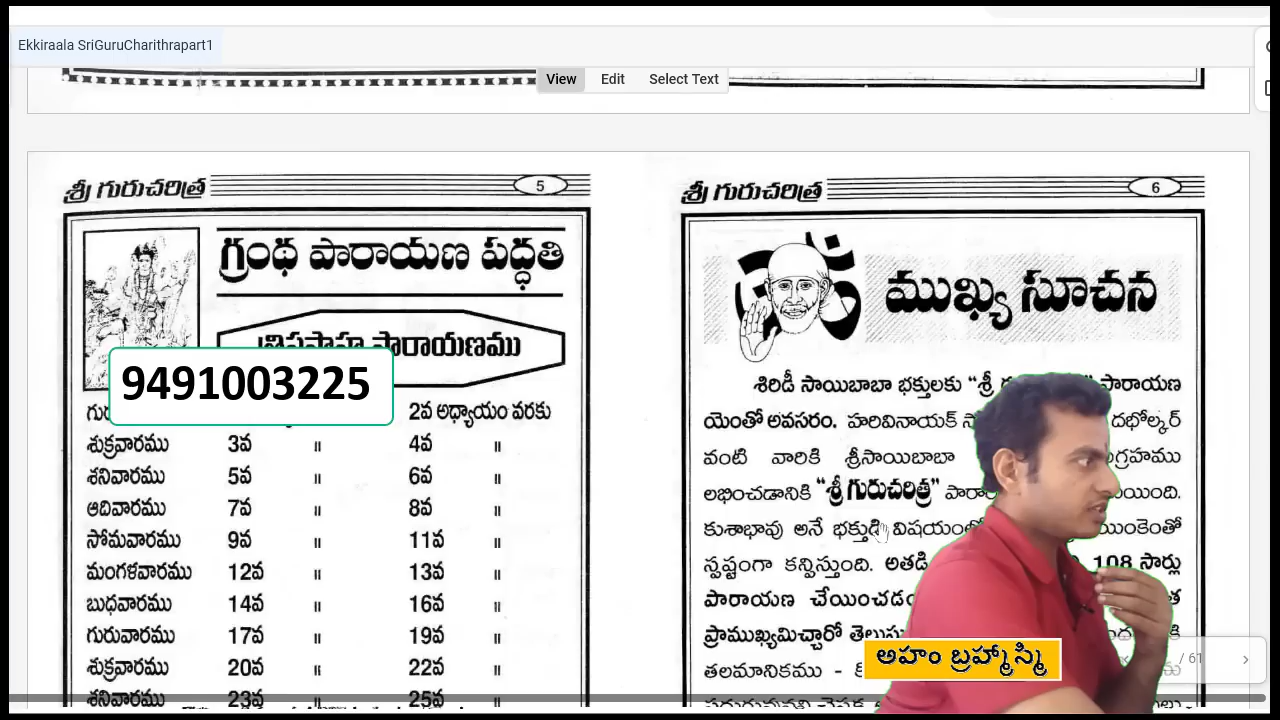 Ekkiraala SriGuruCharithrapart1
View Edit Select Text
శ్రీ గురుచరిత్ర 5
గ్రంథ పారాయణ పద్ధతి
పారాయణము
9491003225
2వ అధ్యాయం వరకు
శుక్రవారము 3వ " 4వ "
శనివారము 5వ " 6వ "
ఆదివారము 7వ " 8వ "
సోమవారము 9వ " 11వ "
మంగళవారము 12వ " 13వ "
బుధవారము 14వ " 16వ "
గురువారము 17వ " 19వ "
శుక్రవారము 20వ " 22వ "
శనివారము 23వ " 25వ "
శ్రీ గురుచరిత్ర 6
ముఖ్య సూచన
శిరిడీ సాయిబాబా భక్తులకు “శ్రీ పారాయణ
యెంతో అవసరం. హరివినాయక్ దభోల్కర్
వంటి వారికి శ్రీసాయిబాబా
లభించడానికి “శ్రీ గురుచరిత్ర”
కుశాభావు అనే భక్తుడి విషయంలో
స్పష్టంగా కన్పిస్తుంది. అతడి 108 సార్లు
పారాయణ చేయించడం
ప్రాముఖ్యమిచ్చారో
తలమానికము -
అహం బ్రహ్మాస్మి
/ 61